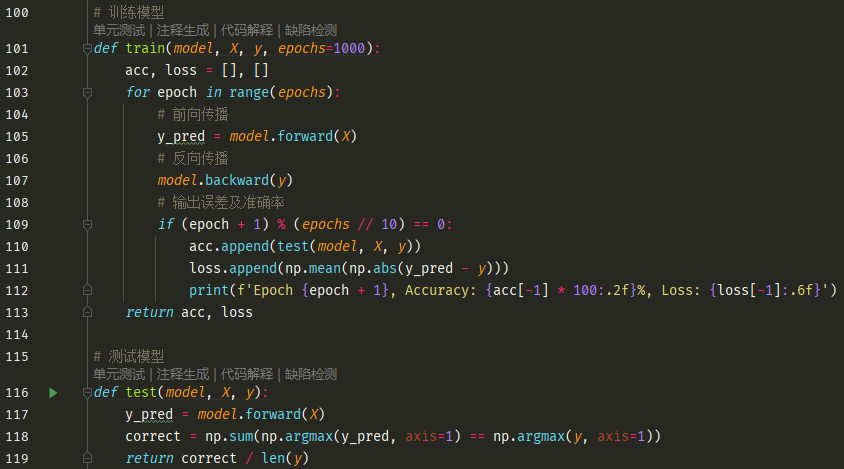 100 # 训练模型
单元测试 | 注释生成 | 代码解释 | 缺陷检测
101 def train(model, X, y, epochs=1000):
102 acc, loss = [], []
103 for epoch in range(epochs):
104 # 前向传播
105 y_pred = model.forward(X)
106 # 反向传播
107 model.backward(y)
108 # 输出误差及准确率
109 if (epoch + 1) % (epochs // 10) == 0:
110 acc.append(test(model, X, y))
111 loss.append(np.mean(np.abs(y_pred - y)))
112 print(f'Epoch {epoch + 1}, Accuracy: {acc[-1] * 100:.2f}%, Loss: {loss[-1]:.6f}')
113 return acc, loss
114
115 # 测试模型
单元测试 | 注释生成 | 代码解释 | 缺陷检测
116 def test(model, X, y):
117 y_pred = model.forward(X)
118 correct = np.sum(np.argmax(y_pred, axis=1) == np.argmax(y, axis=1))
119 return correct / len(y)